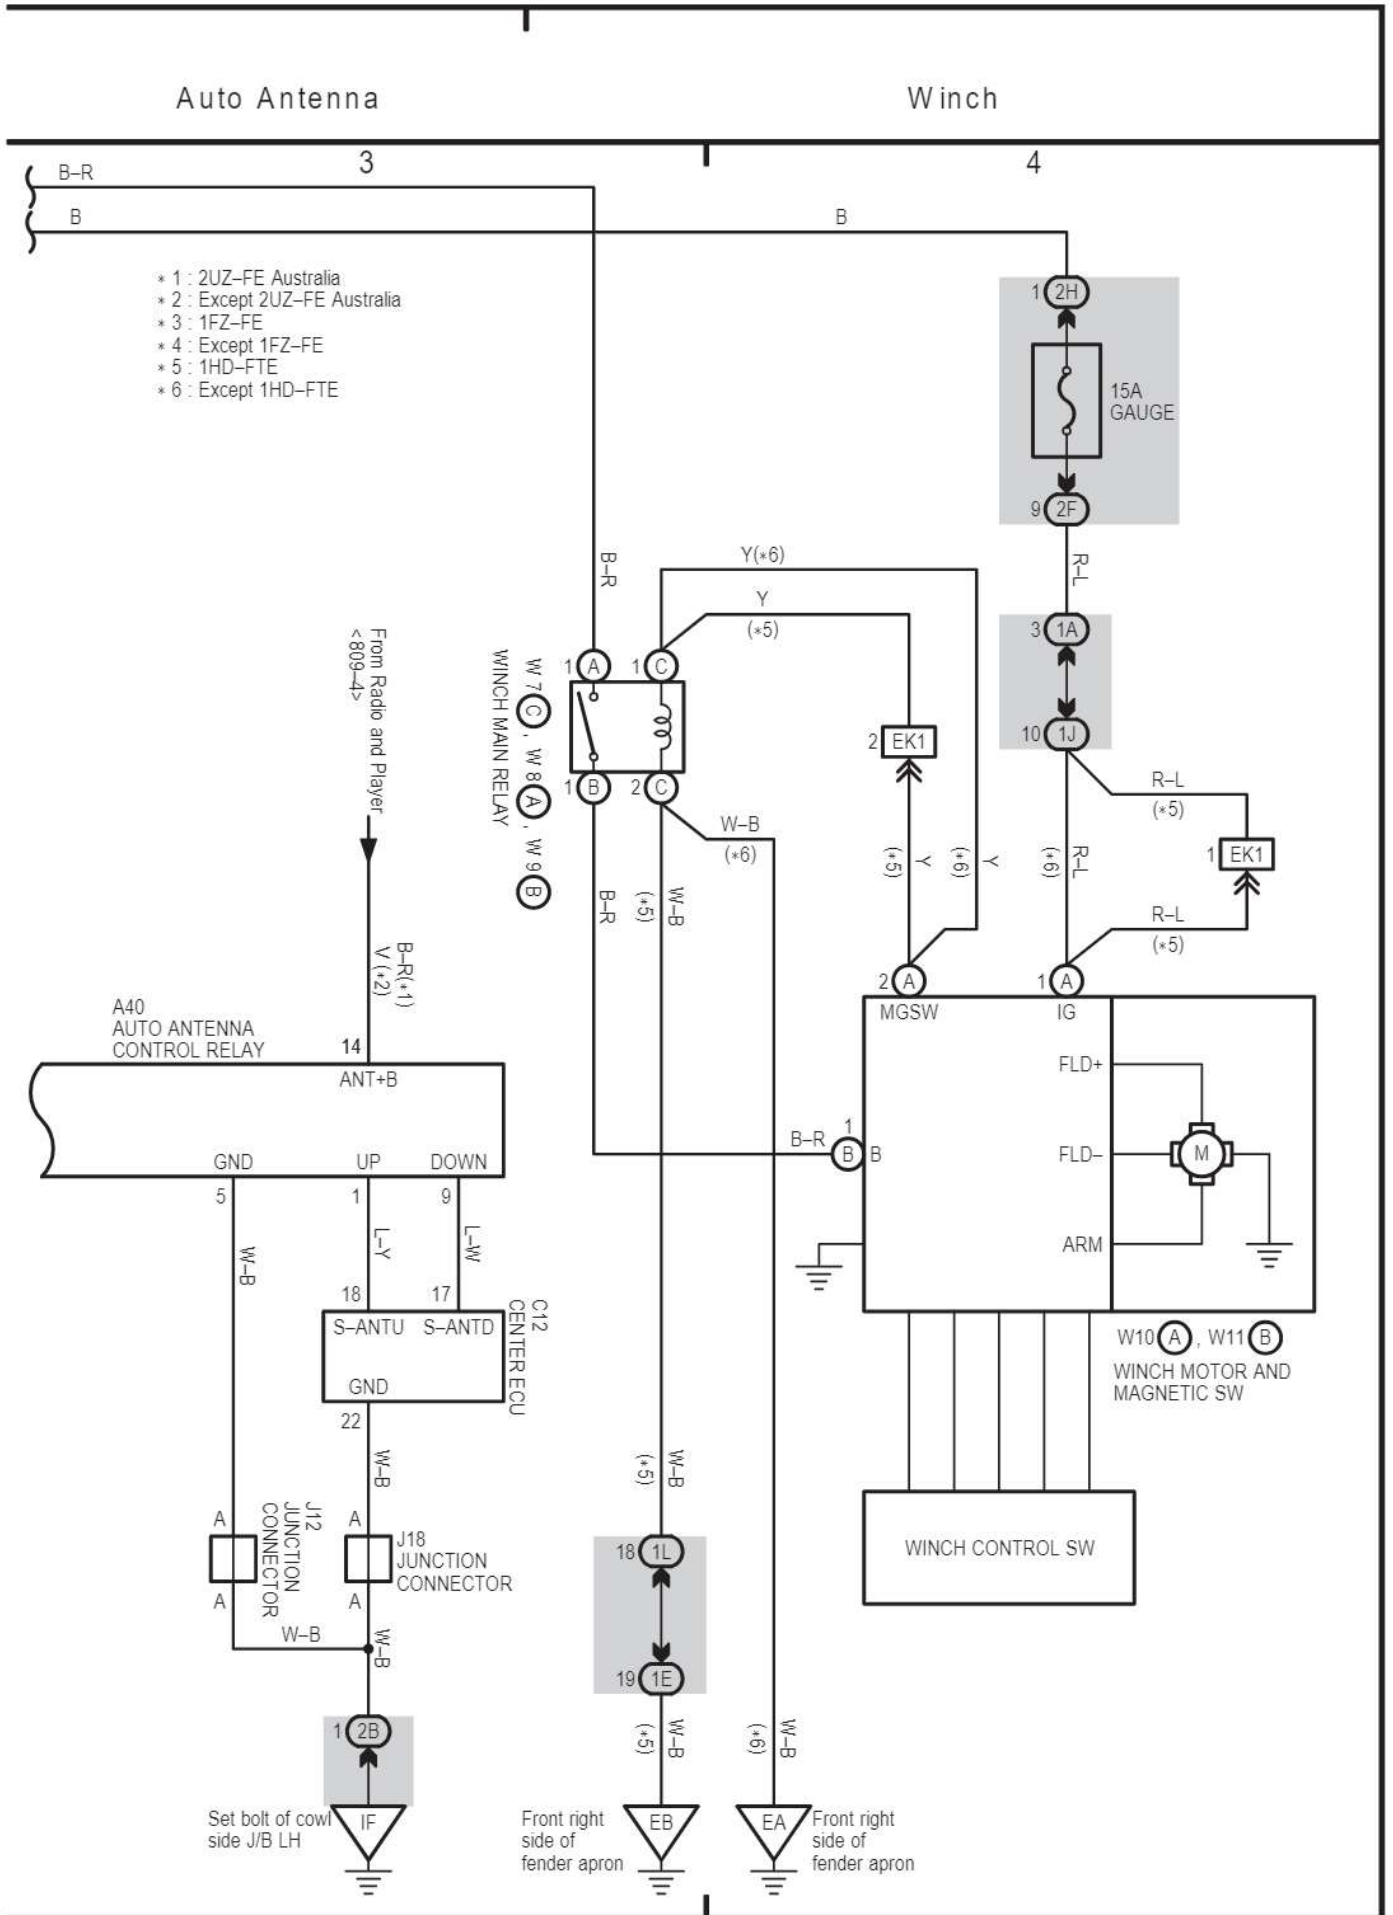 Auto Antenna
Winch
3
4
B–R
B
B
* 1 : 2UZ–FE Australia
* 2 : Except 2UZ–FE Australia
* 3 : 1FZ–FE
* 4 : Except 1FZ–FE
* 5 : 1HD–FTE
* 6 : Except 1HD–FTE
1 2H
15A
GAUGE
9 2F
R–L
3 1A
10 1J
R–L
(*5)
1 EK1
R–L
(*5)
R–L
(*6)
B–R
Y(*6)
Y
(*5)
2 EK1
Y
(*5)
Y
(*6)
From Radio and Player
<809–4>
W 7 C , W 8 A , W 9 B
WINCH MAIN RELAY
1 A
1 C
1 B
2 C
W–B
(*6)
B–R
W–B
(*5)
B–R(*1)
V (*2)
A40
AUTO ANTENNA
CONTROL RELAY
14
ANT+B
GND
UP
DOWN
5
1
9
W–B
L–Y
L–W
18
17
S–ANTU
S–ANTD
GND
C12
CENTER ECU
22
W–B
A
A
J12
JUNCTION
CONNECTOR
A
A
J18
JUNCTION
CONNECTOR
W–B
W–B
1 2B
IF
Set bolt of cowl
side J/B LH
2 A
MGSW
1 A
IG
FLD+
FLD–
ARM
M
B–R
1
B
B
W10 A , W11 B
WINCH MOTOR AND
MAGNETIC SW
WINCH CONTROL SW
W–B
(*5)
18 1L
19 1E
W–B
(*5)
W–B
(*6)
EB
Front right
side of
fender apron
EA
Front right
side of
fender apron